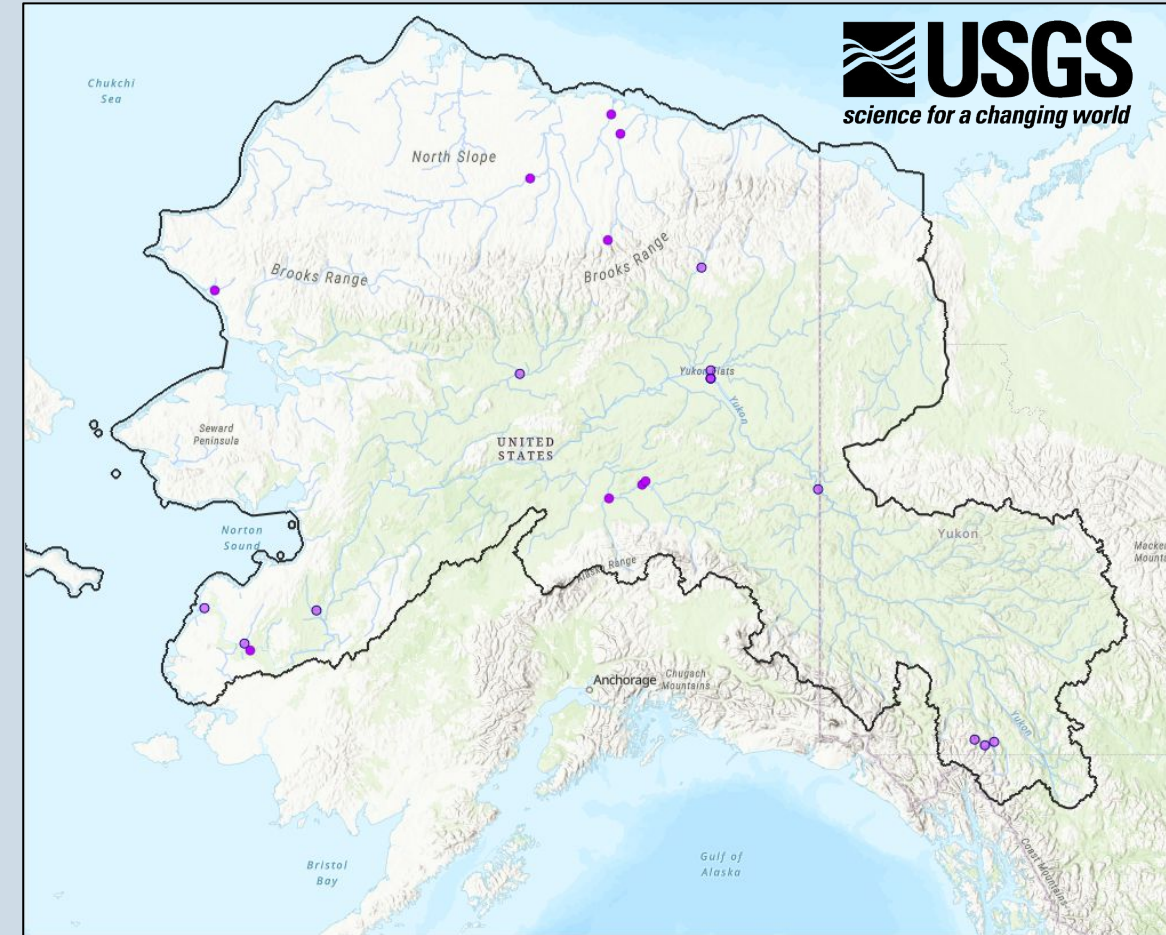 USGS
science for a changing world
Chukchi
Sea
North Slope
Brooks Range
Brooks Range
Yukon Flats
Yukon
Seward
Peninsula
UNITED
STATES
Norton
Sound
Yukon
Alaska Range
Anchorage
Chugach
Mountains
Yukon
Bristol
Bay
Gulf of
Alaska
Coast Mountains